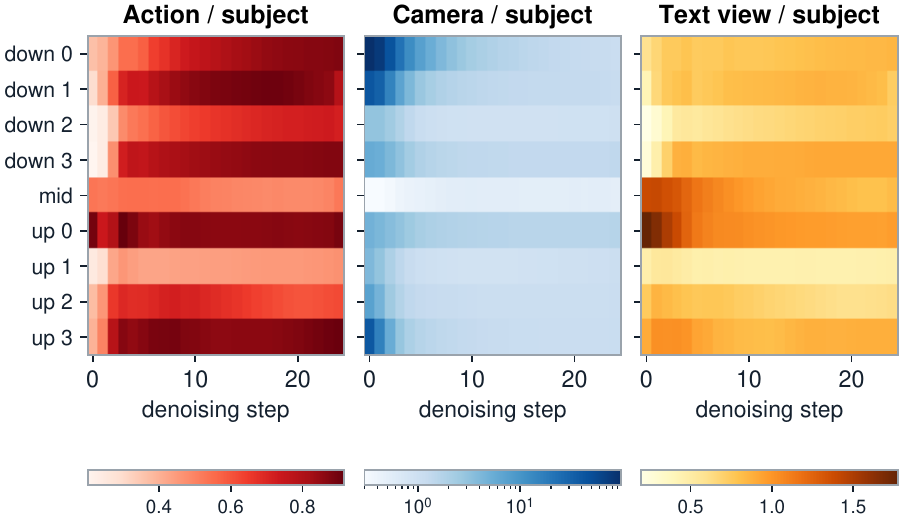 Action / subject
Camera / subject
Text view / subject
down 0
down 1
down 2
down 3
mid
up 0
up 1
up 2
up 3
0 10 20
0 10 20
0 10 20
denoising step
denoising step
denoising step
0.4 0.6 0.8
10⁰ 10¹
0.5 1.0 1.5